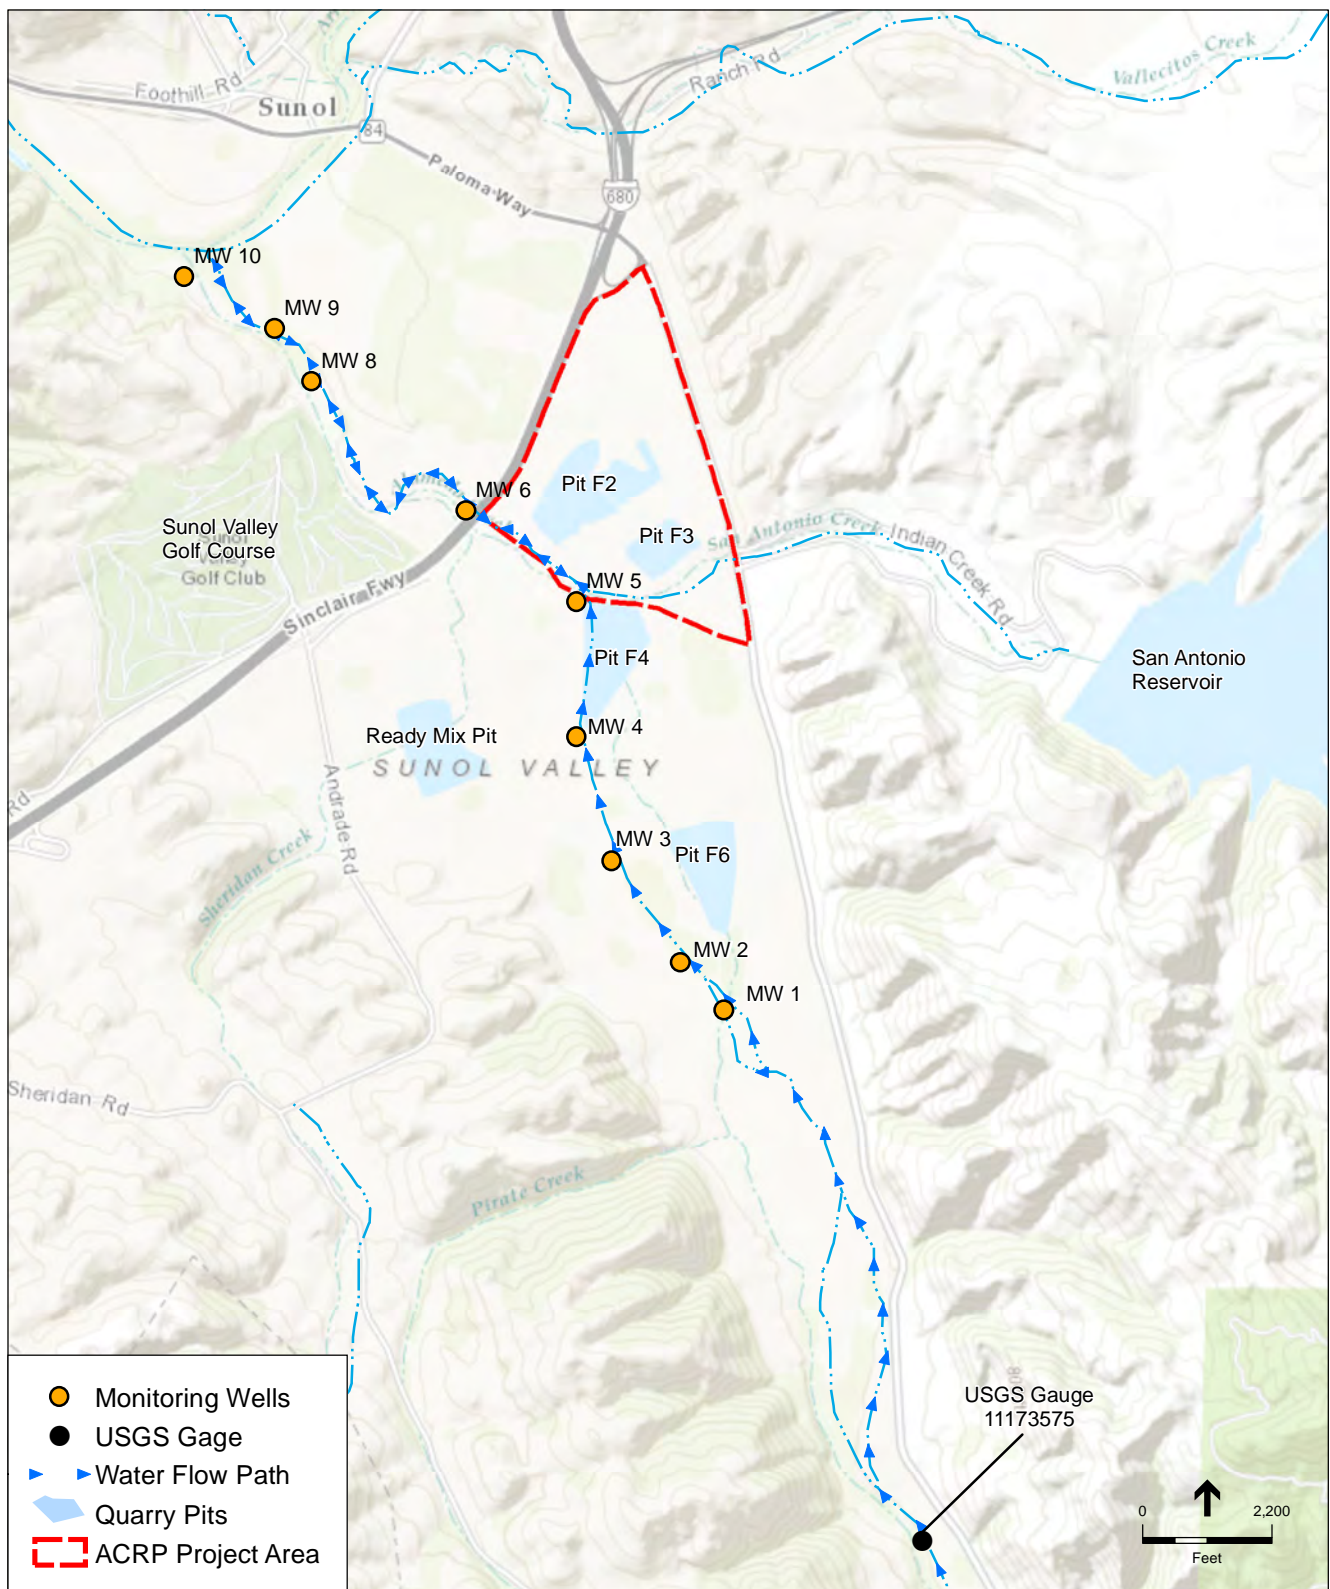 Vallecitos Creek
Ranch Rd
Foothill Rd
Sunol
84
Paloma Way
680
MW 10
MW 9
MW 8
MW 6
Pit F2
Pit F3
San Antonio Creek
Indian Creek Rd
Sunol Valley
Golf Course
Sunol
Valley
Golf Club
Sinclair Fwy
MW 5
Pit F4
San Antonio
Reservoir
MW 4
Ready Mix Pit
SUNOL VALLEY
Rd
Andrade Rd
Sheridan Creek
MW 3
Pit F6
MW 2
MW 1
Sheridan Rd
Pirate Creek
USGS Gauge
11173575
Monitoring Wells
USGS Gage
Water Flow Path
Quarry Pits
ACRP Project Area
0 2,200
Feet